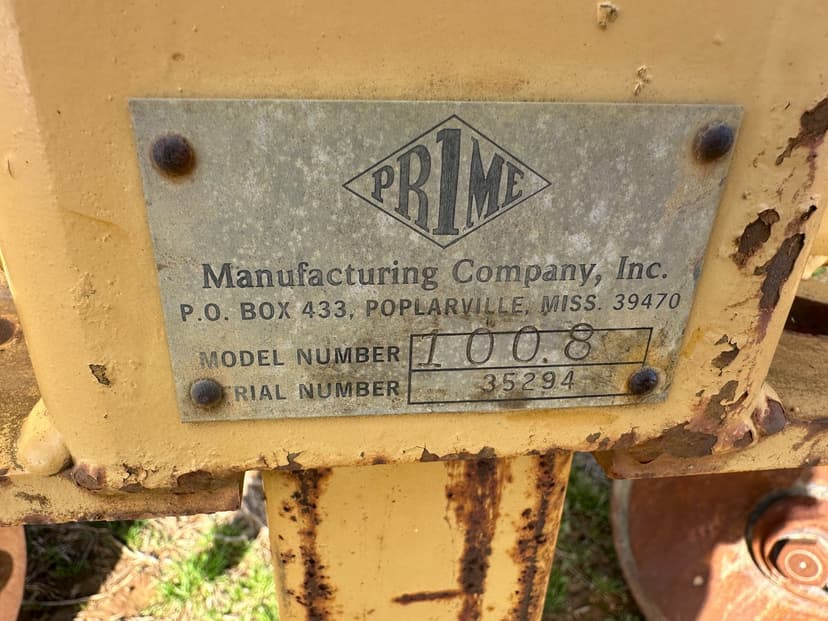 PR1ME
Manufacturing Company, Inc.
P.O. BOX 433, POPLARVILLE, MISS. 39470
MODEL NUMBER 100.8
RIAL NUMBER 35294